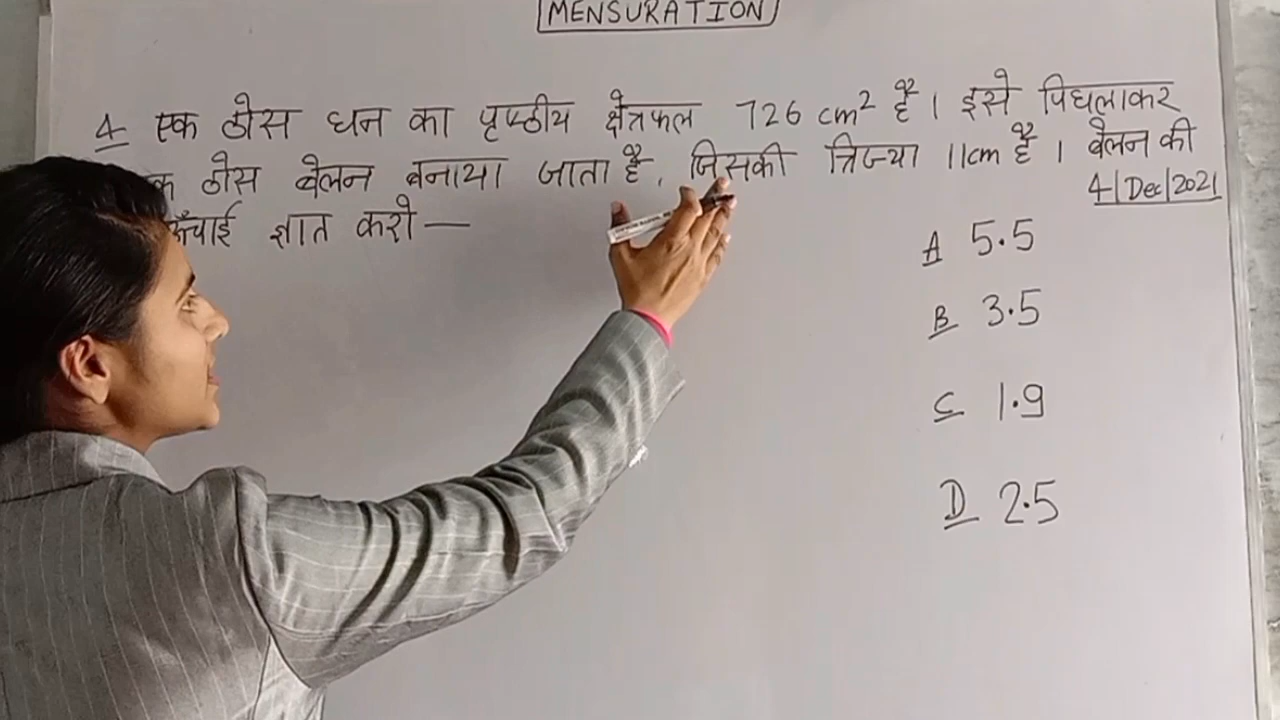 MENSURATION
4 एक ठोस घन का पृष्ठीय क्षेत्रफल 726 cm² है । इसे पिघलाकर
क ठोस बेलन बनाया जाता है, जिसकी त्रिज्या 11cm है । बेलन की
ऊँचाई ज्ञात करो —
4/Dec/2021
A 5.5
B 3.5
C 1.9
D 2.5